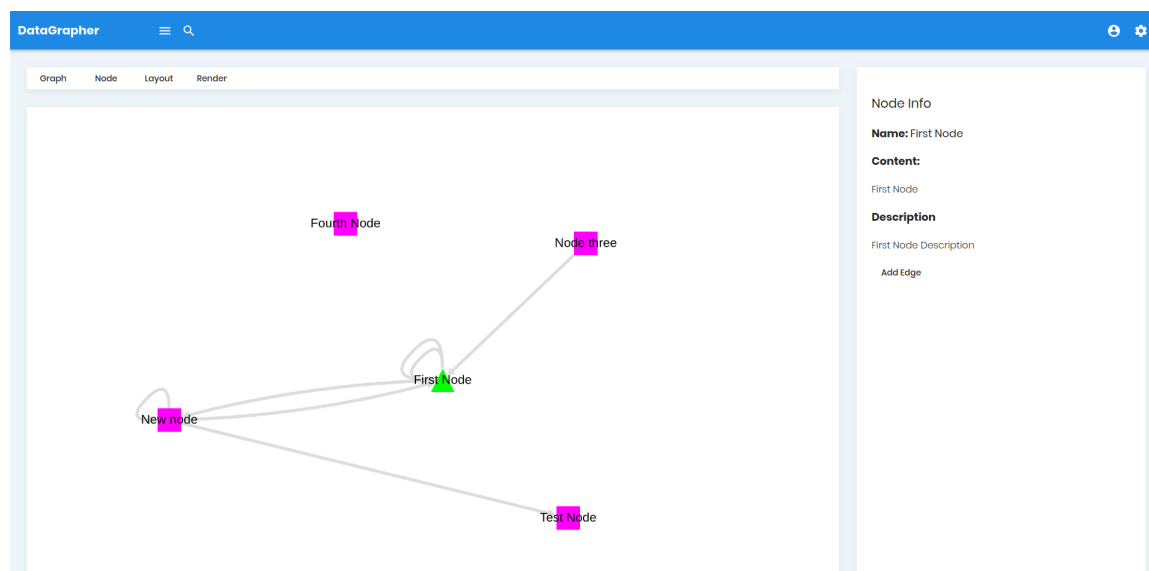 DataGrapher
Graph Node Layout Render
Node Info
Name: First Node
Content:
First Node
Description
First Node Description
Add Edge
Fourth Node
Node three
First Node
New node
Test Node